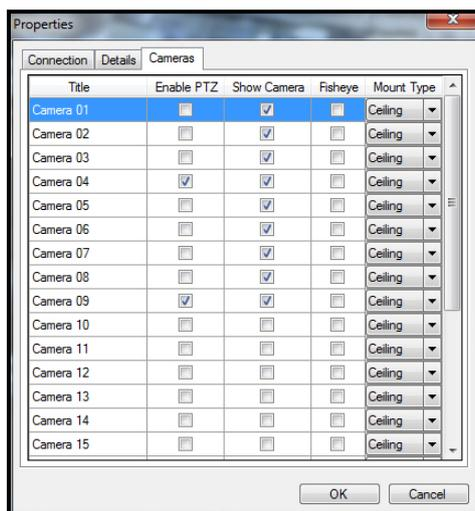 Properties
Connection Details Cameras
Title Enable PTZ Show Camera Fisheye Mount Type
Camera 01 Ceiling
Camera 02 Ceiling
Camera 03 Ceiling
Camera 04 Ceiling
Camera 05 Ceiling
Camera 06 Ceiling
Camera 07 Ceiling
Camera 08 Ceiling
Camera 09 Ceiling
Camera 10 Ceiling
Camera 11 Ceiling
Camera 12 Ceiling
Camera 13 Ceiling
Camera 14 Ceiling
Camera 15 Ceiling
OK Cancel